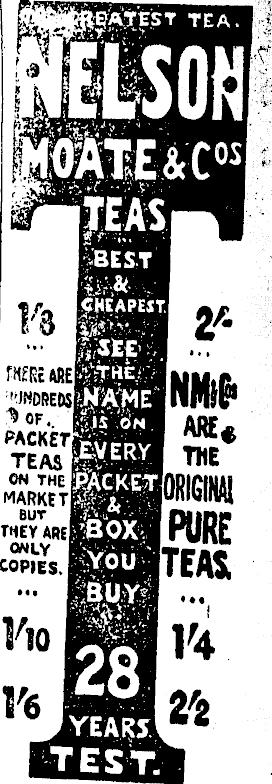 GREATEST TEA.
NELSON
MOATE & Cos
TEAS
BEST
&
CHEAPEST.
SEE
THE
NAME
IS ON
EVERY
PACKET
&
BOX
YOU
BUY
28
YEARS
TEST.
1/3
...
THERE ARE
HUNDREDS
OF
PACKET
TEAS
ON THE
MARKET
BUT
THEY ARE
ONLY
COPIES.
...
1/10
1/6
2/-
...
NM&Cos
ARE
THE
ORIGINAL
PURE
TEAS.
...
1/4
2/2